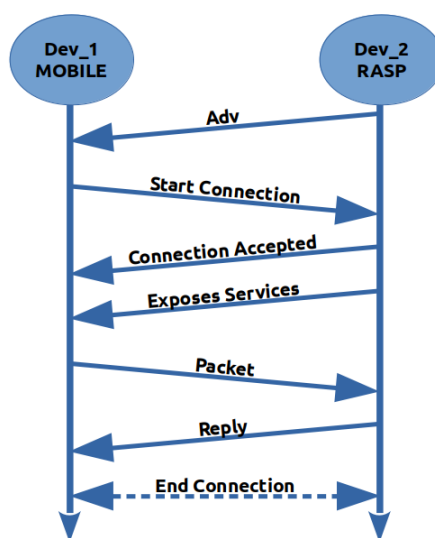 Dev_1
MOBILE
Dev_2
RASP
Adv
Start Connection
Connection Accepted
Exposes Services
Packet
Reply
End Connection